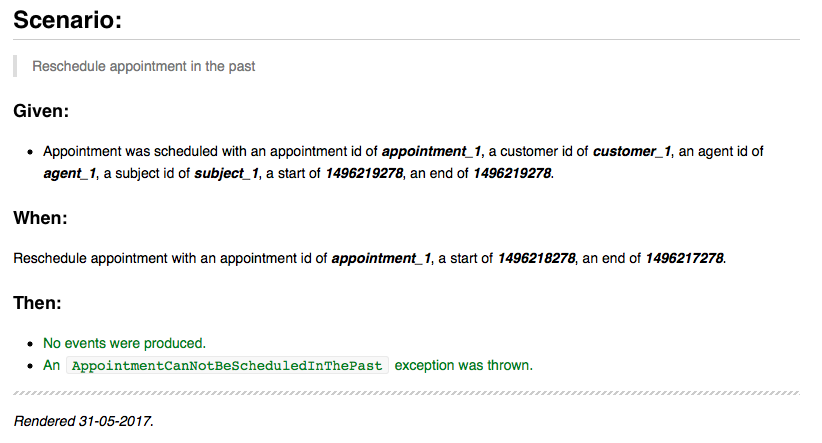 Scenario:
Reschedule appointment in the past
Given:
Appointment was scheduled with an appointment id of appointment_1, a customer id of customer_1, an agent id of
agent_1, a subject id of subject_1, a start of 1496219278, an end of 1496219278.
When:
Reschedule appointment with an appointment id of appointment_1, a start of 1496218278, an end of 1496217278.
Then:
No events were produced.
An AppointmentCanNotBeScheduledInThePast exception was thrown.
Rendered 31-05-2017.